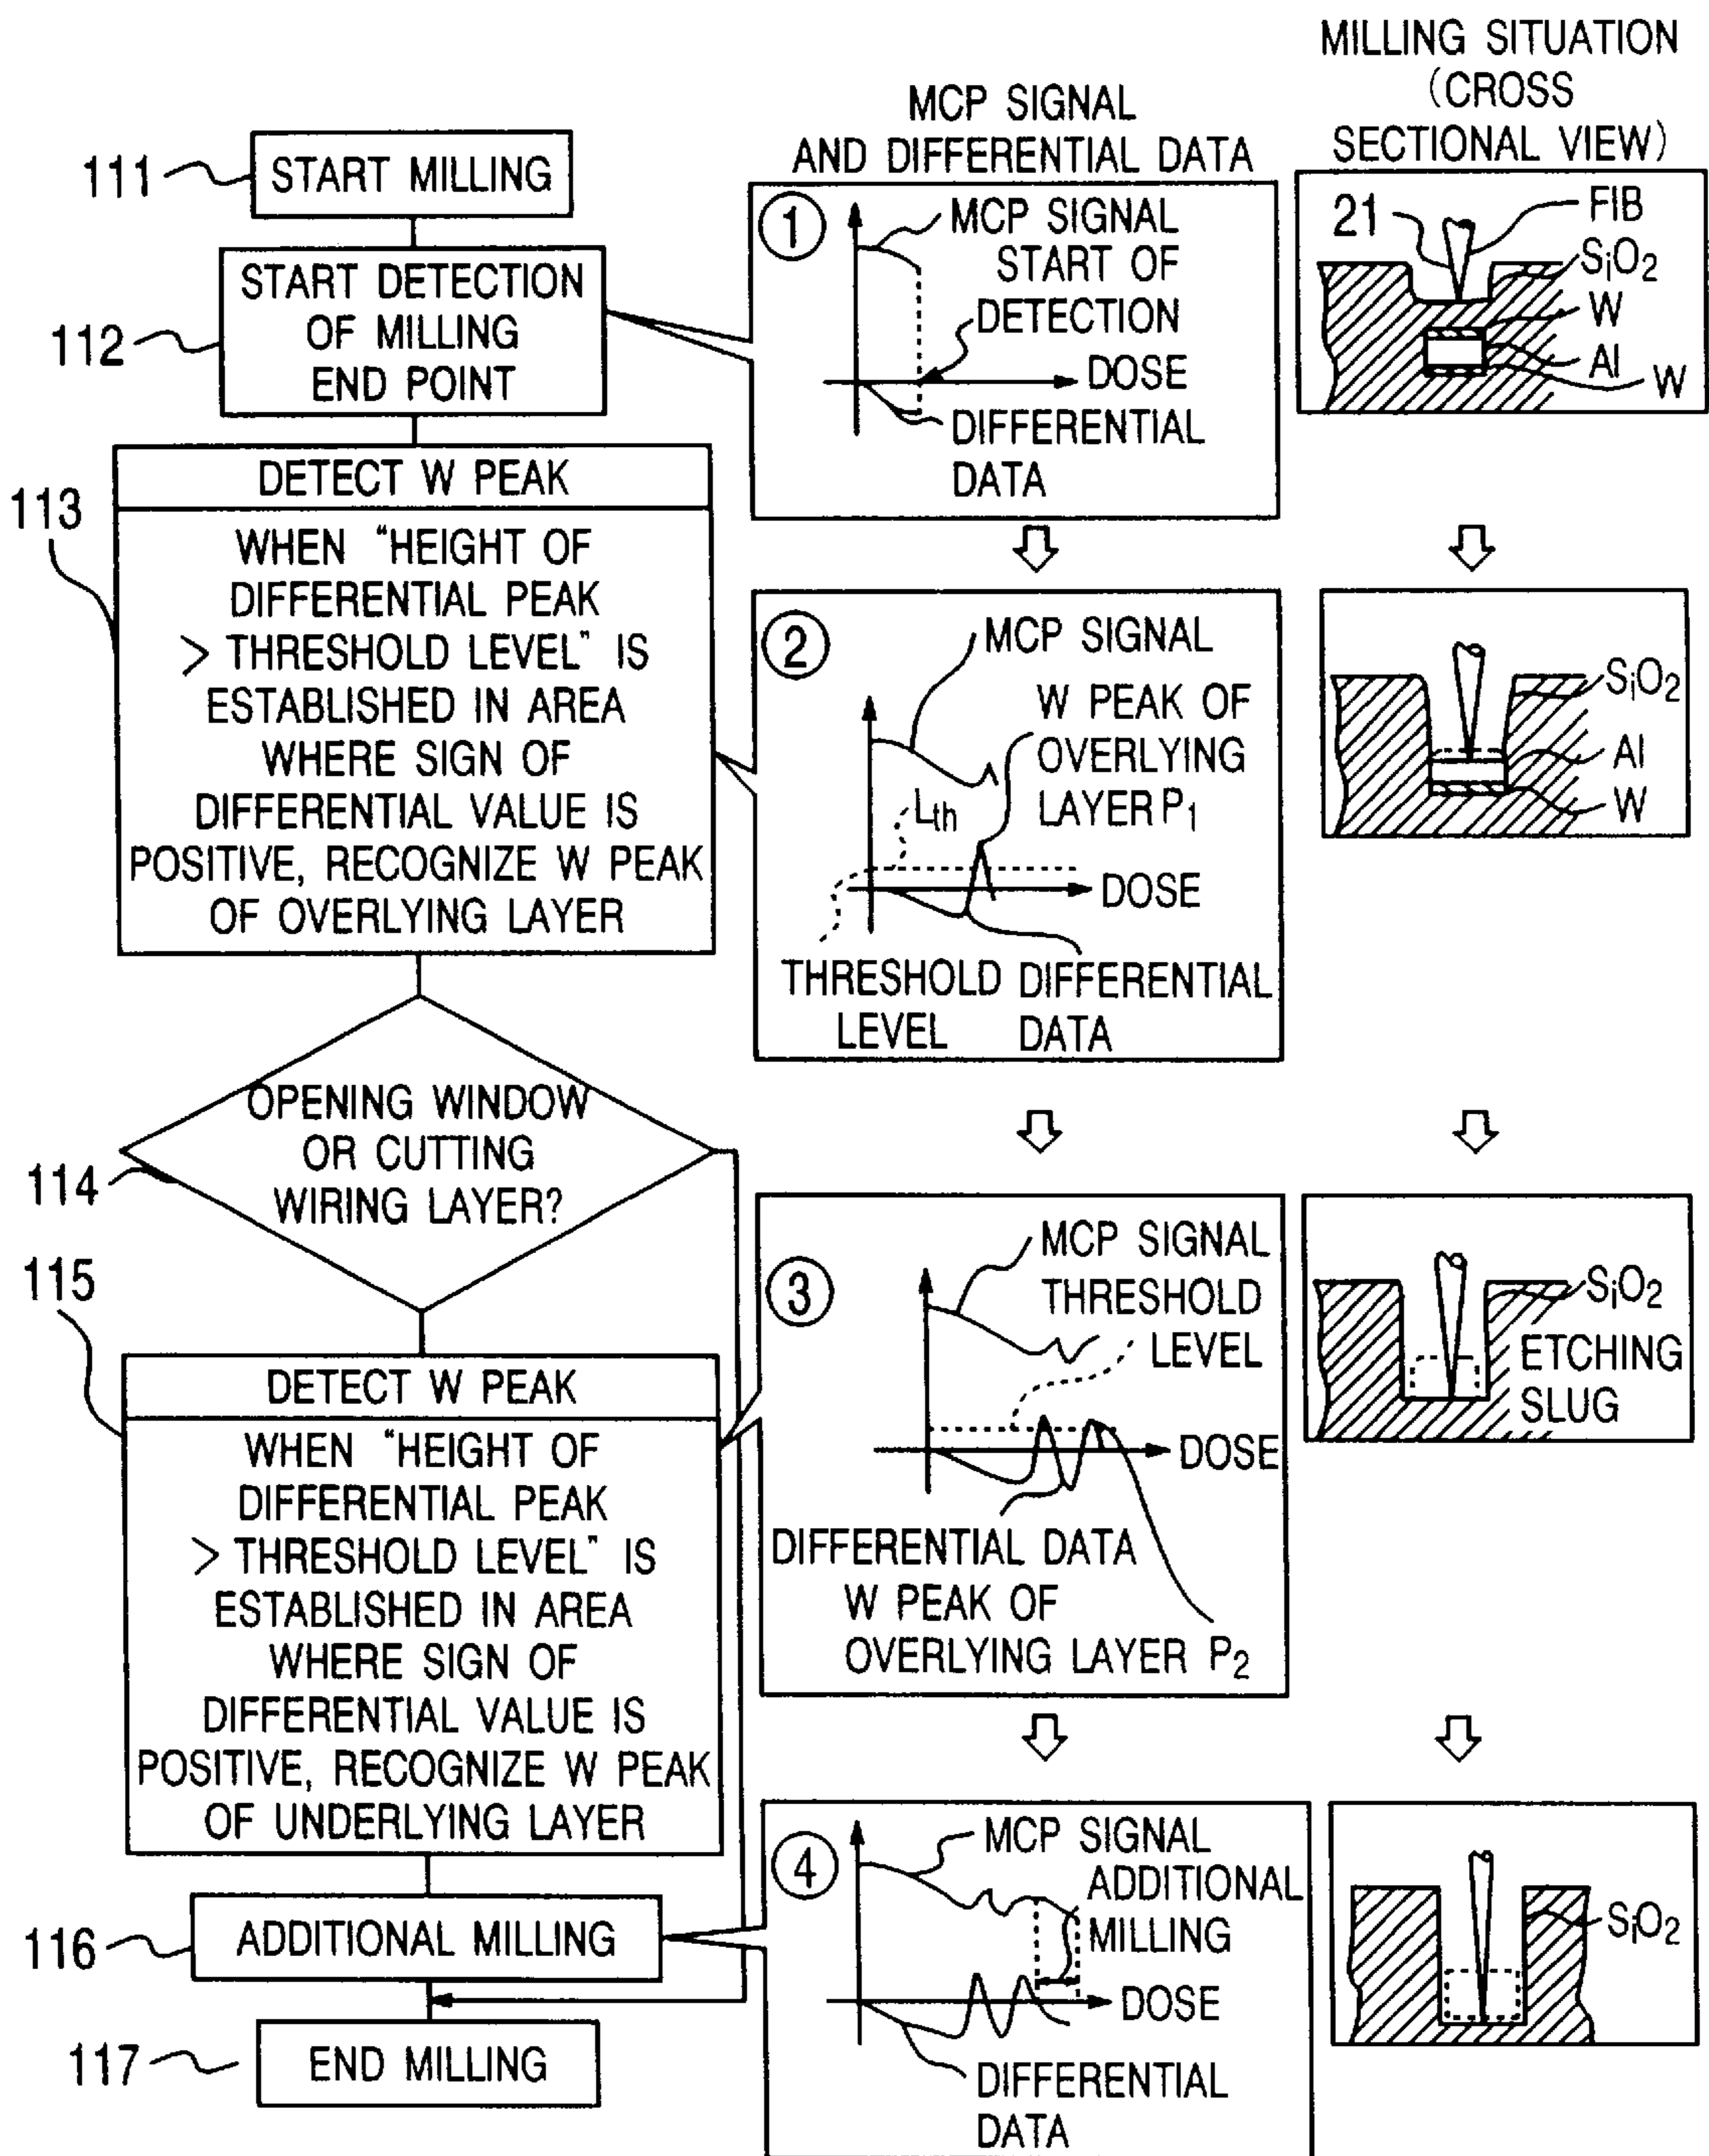 MILLING SITUATION
(CROSS
SECTIONAL VIEW)
MCP SIGNAL
AND DIFFERENTIAL DATA
111
START MILLING
112
START DETECTION
OF MILLING
END POINT
1
MCP SIGNAL
START OF
DETECTION
DOSE
DIFFERENTIAL
DATA
21
FIB
SiO2
W
Al
W
113
DETECT W PEAK
WHEN “HEIGHT OF
DIFFERENTIAL PEAK
> THRESHOLD LEVEL” IS
ESTABLISHED IN AREA
WHERE SIGN OF
DIFFERENTIAL VALUE IS
POSITIVE, RECOGNIZE W PEAK
OF OVERLYING LAYER
2
MCP SIGNAL
W PEAK OF
OVERLYING
LAYER P1
Lth
DOSE
THRESHOLD
LEVEL
DIFFERENTIAL
DATA
SiO2
Al
W
114
OPENING WINDOW
OR CUTTING
WIRING LAYER?
115
DETECT W PEAK
WHEN “HEIGHT OF
DIFFERENTIAL PEAK
> THRESHOLD LEVEL” IS
ESTABLISHED IN AREA
WHERE SIGN OF
DIFFERENTIAL VALUE IS
POSITIVE, RECOGNIZE W PEAK
OF UNDERLYING LAYER
3
MCP SIGNAL
THRESHOLD
LEVEL
DOSE
DIFFERENTIAL DATA
W PEAK OF
OVERLYING LAYER P2
SiO2
ETCHING
SLUG
116
ADDITIONAL MILLING
4
MCP SIGNAL
ADDITIONAL
MILLING
DOSE
DIFFERENTIAL
DATA
SiO2
117
END MILLING